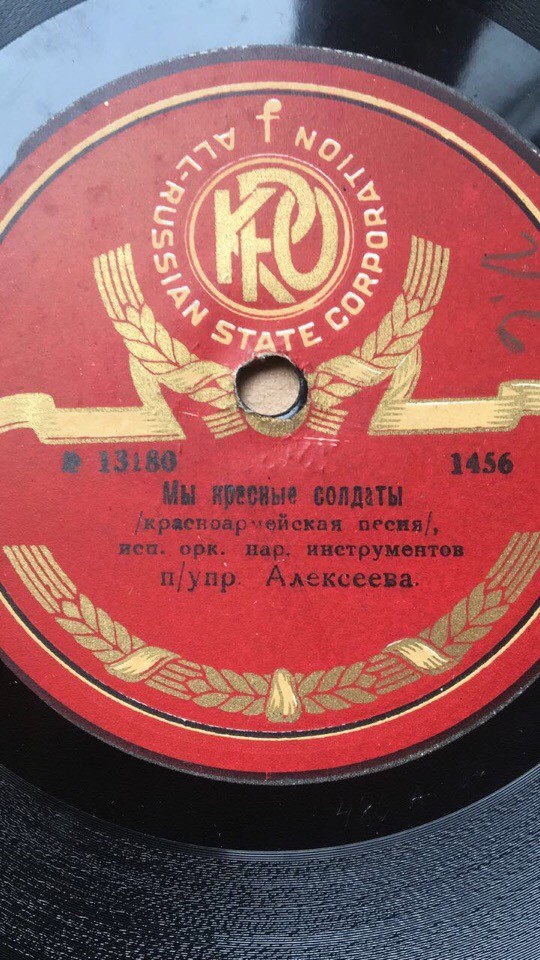 ALL-RUSSIAN STATE CORPORATION
№ 13180
1456
Мы красные солдаты
/красноармейская песня/,
исп. орк. нар. инструментов
п/упр. Алексеева.